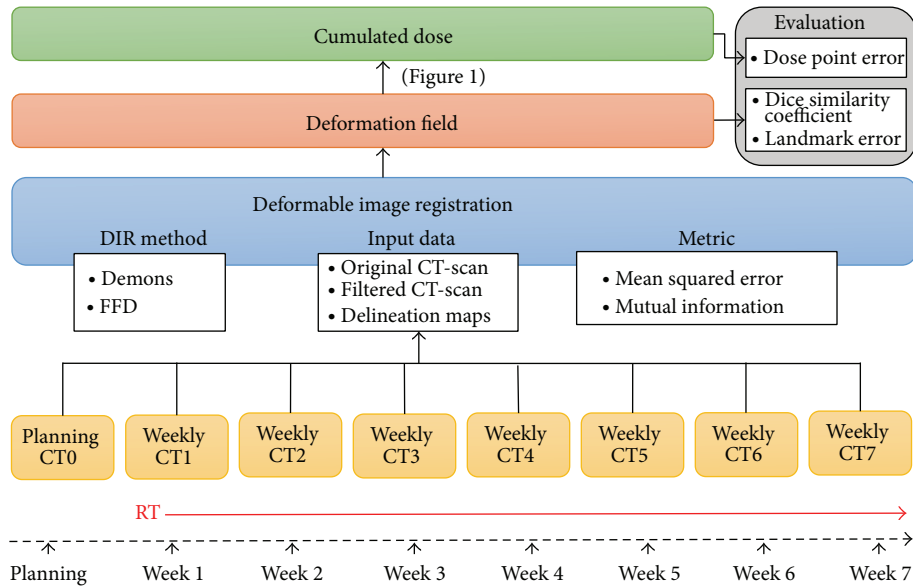 Cumulated dose
Evaluation
• Dose point error
(Figure 1)
Deformation field
• Dice similarity
coefficient
• Landmark error
Deformable image registration
DIR method
• Demons
• FFD
Input data
• Original CT-scan
• Filtered CT-scan
• Delineation maps
Metric
• Mean squared error
• Mutual information
Planning
CT0
Weekly
CT1
Weekly
CT2
Weekly
CT3
Weekly
CT4
Weekly
CT5
Weekly
CT6
Weekly
CT7
RT
Planning
Week 1
Week 2
Week 3
Week 4
Week 5
Week 6
Week 7